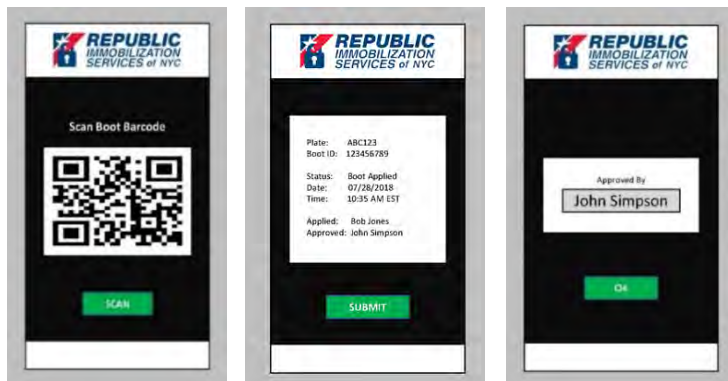 REPUBLIC
IMMOBILIZATION
SERVICES of NYC
Scan Boot Barcode
SCAN
REPUBLIC
IMMOBILIZATION
SERVICES of NYC
Plate: ABC123
Boot ID: 123456789
Status: Boot Applied
Date: 07/28/2018
Time: 10:35 AM EST
Applied: Bob Jones
Approved: John Simpson
SUBMIT
REPUBLIC
IMMOBILIZATION
SERVICES of NYC
Approved By
John Simpson
OK